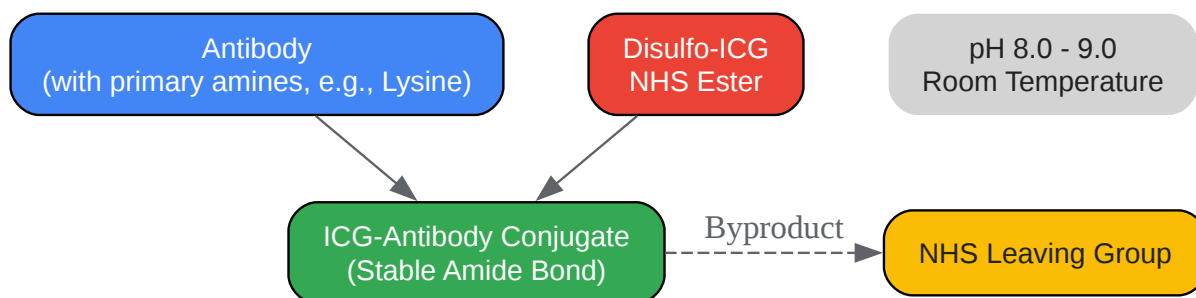 Antibody
(with primary amines, e.g., Lysine)
Disulfo-ICG
NHS Ester
pH 8.0 - 9.0
Room Temperature
ICG-Antibody Conjugate
(Stable Amide Bond)
Byproduct
NHS Leaving Group